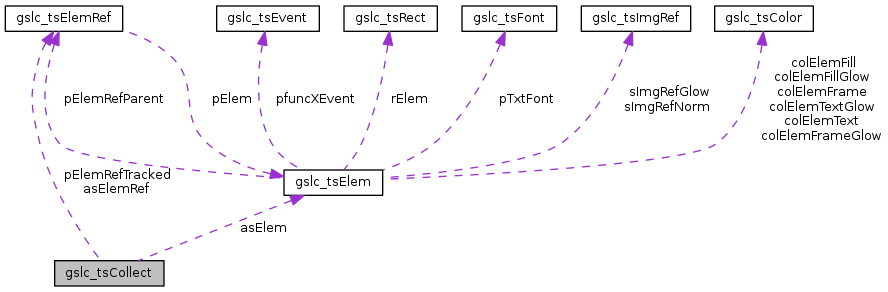 gslc_tsElemRef
gslc_tsEvent
gslc_tsRect
gslc_tsFont
gslc_tsImgRef
gslc_tsColor
pElemRefParent
pElem
pfuncXEvent
rElem
pTxtFont
sImgRefGlow
sImgRefNorm
colElemFill
colElemFillGlow
colElemFrame
colElemTextGlow
colElemText
colElemFrameGlow
pElemRefTracked
asElemRef
gslc_tsElem
asElem
gslc_tsCollect